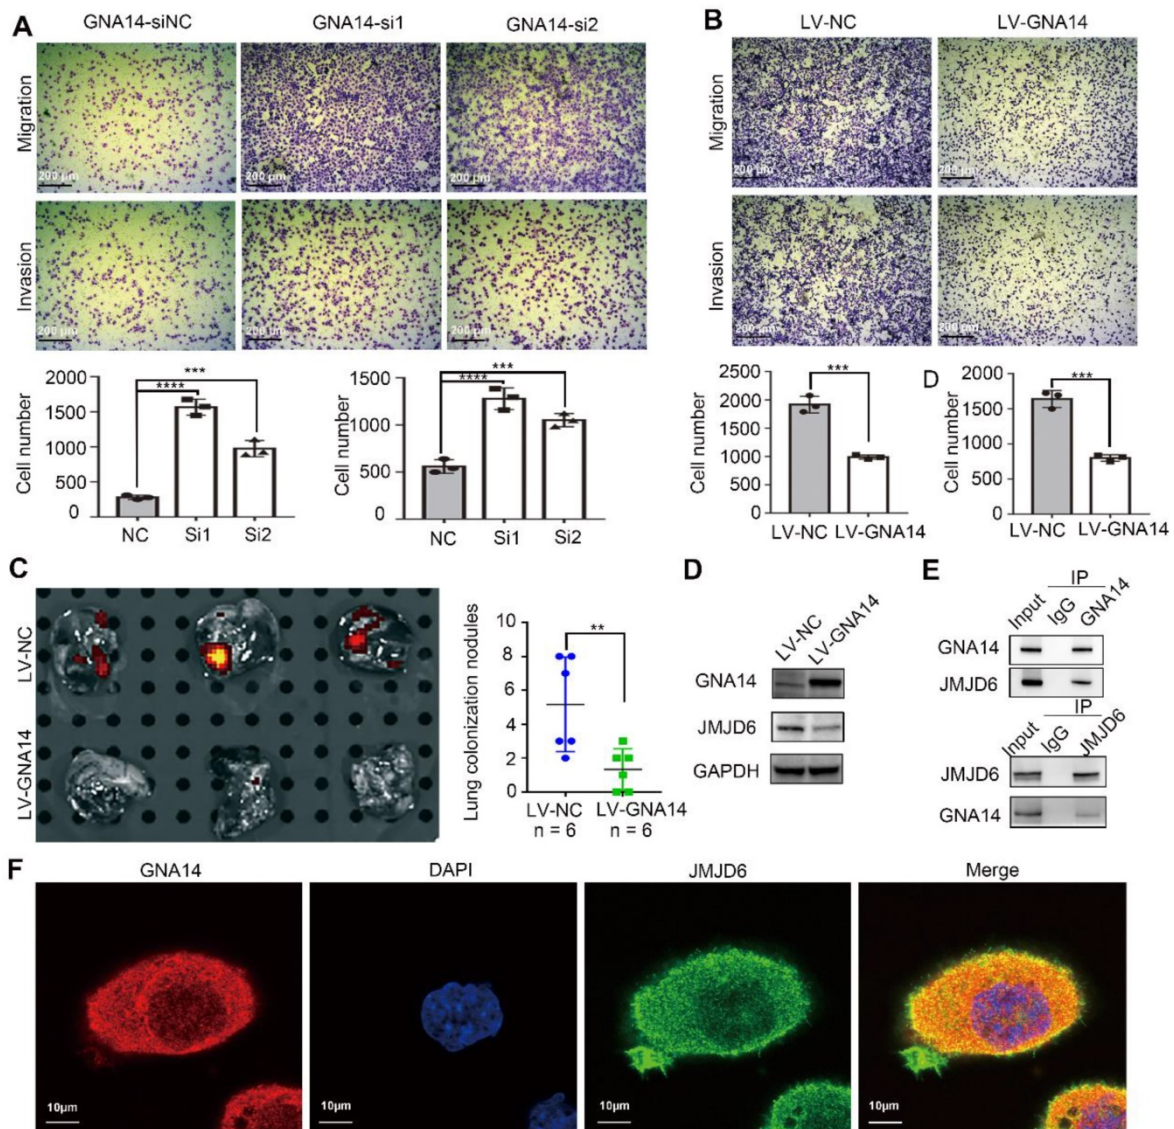 A
GNA14-siNC
GNA14-si1
GNA14-si2
Migration
200 µm
200 µm
200 µm
Invasion
200 µm
200 µm
200 µm
Cell number
2000
1500
1000
500
0
***
****
NC
Si1
Si2
Cell number
1500
1000
500
0
***
****
NC
Si1
Si2
B
LV-NC
LV-GNA14
Migration
200 µm
200 µm
Invasion
200 µm
200 µm
Cell number
2500
2000
1500
1000
500
0
***
LV-NC
LV-GNA14
D
Cell number
2000
1500
1000
500
0
***
LV-NC
LV-GNA14
C
LV-NC
LV-GNA14
Lung colonization nodules
10
8
6
4
2
0
**
LV-NC
LV-GNA14
n = 6
n = 6
D
LV-NC
LV-GNA14
GNA14
JMJD6
GAPDH
E
IP
Input
IgG
GNA14
GNA14
JMJD6
IP
Input
IgG
JMJD6
JMJD6
GNA14
F
GNA14
DAPI
JMJD6
Merge
10µm
10µm
10µm
10µm